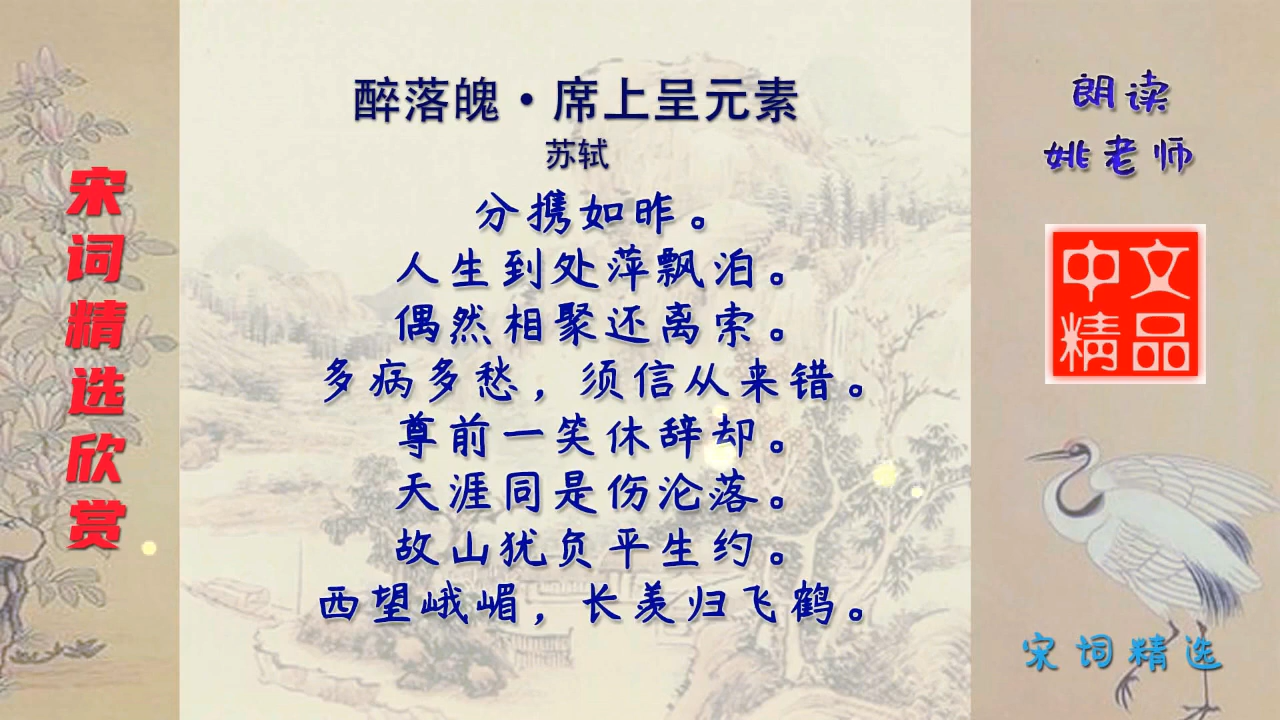 宋词精选欣赏
醉落魄·席上呈元素
苏轼
分携如昨。
人生到处萍飘泊。
偶然相聚还离索。
多病多愁，须信从来错。
尊前一笑休辞却。
天涯同是伤沦落。
故山犹负平生约。
西望峨嵋，长羡归飞鹤。
朗读
姚老师
中文
精品
宋词精选